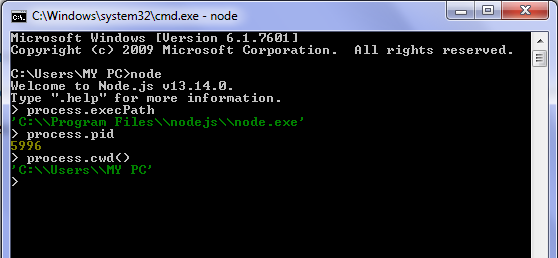 C:\Windows\system32\cmd.exe - node
Microsoft Windows [Version 6.1.7601]
Copyright (c) 2009 Microsoft Corporation.  All rights reserved.
C:\Users\MY PC>node
Welcome to Node.js v13.14.0.
Type ".help" for more information.
> process.execPath
'C:\\Program Files\\nodejs\\node.exe'
> process.pid
5996
> process.cwd()
'C:\\Users\\MY PC'
>